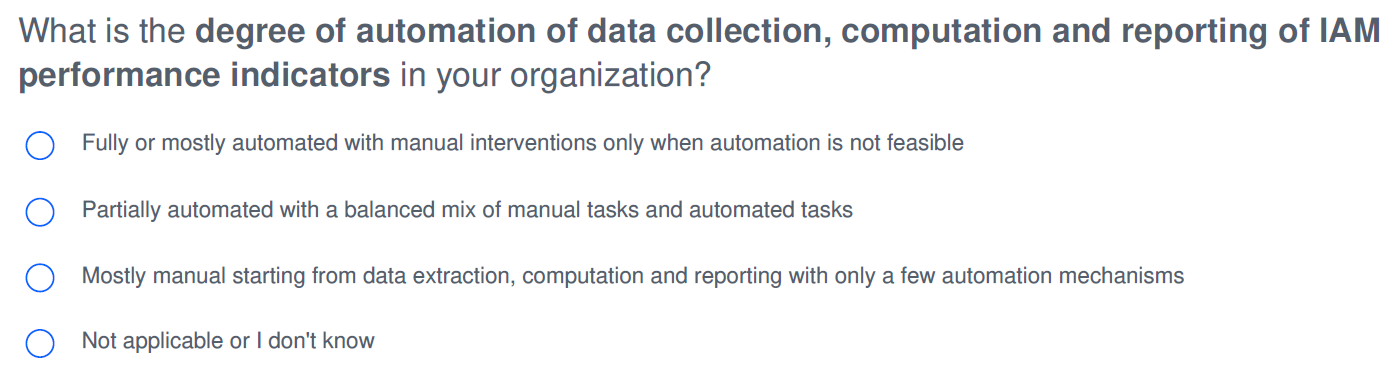 What is the degree of automation of data collection, computation and reporting of IAM
performance indicators in your organization?
Fully or mostly automated with manual interventions only when automation is not feasible
Partially automated with a balanced mix of manual tasks and automated tasks
Mostly manual starting from data extraction, computation and reporting with only a few automation mechanisms
Not applicable or I don't know